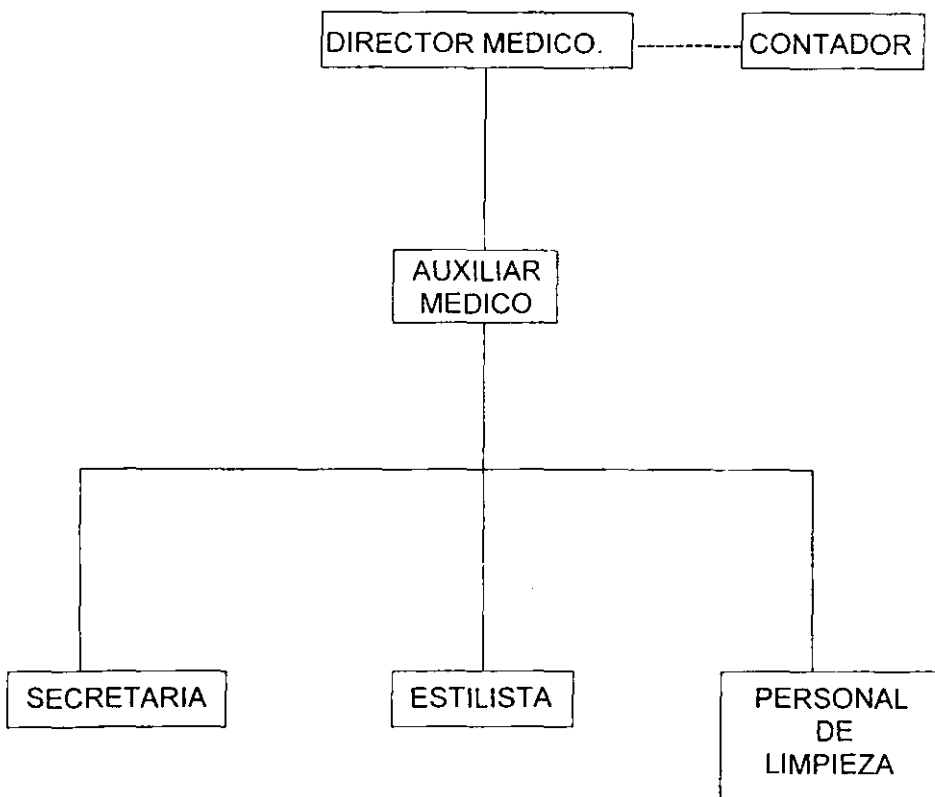 DIRECTOR MEDICO.
CONTADOR
AUXILIAR
MEDICO
SECRETARIA
ESTILISTA
PERSONAL
DE
LIMPIEZA